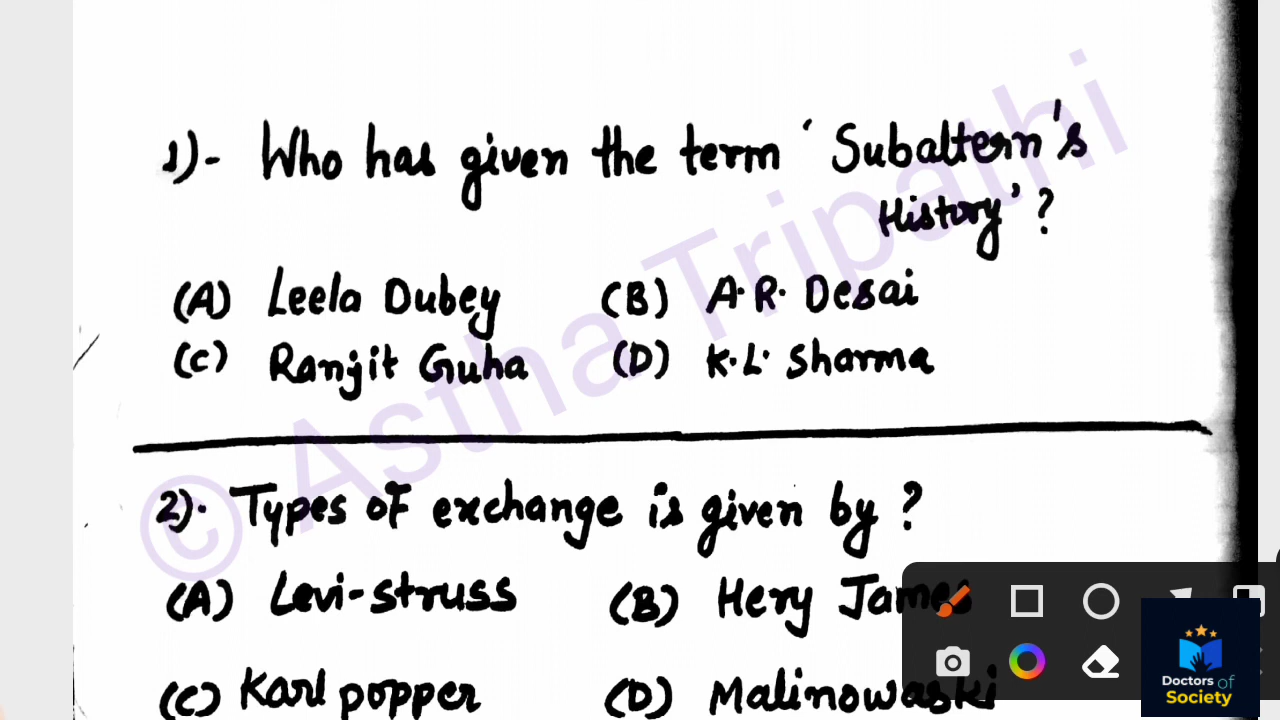 1)- Who has given the term 'Subaltern's
History'?
(A) Leela Dubey (B) A.R. Desai
(C) Ranjit Guha (D) K.L. Sharma
2). Types of exchange is given by ?
(A) Levi-struss (B) Hery James
(C) Karl popper (D) Malinowaski
© Astha Tripathi
Doctors of
Society